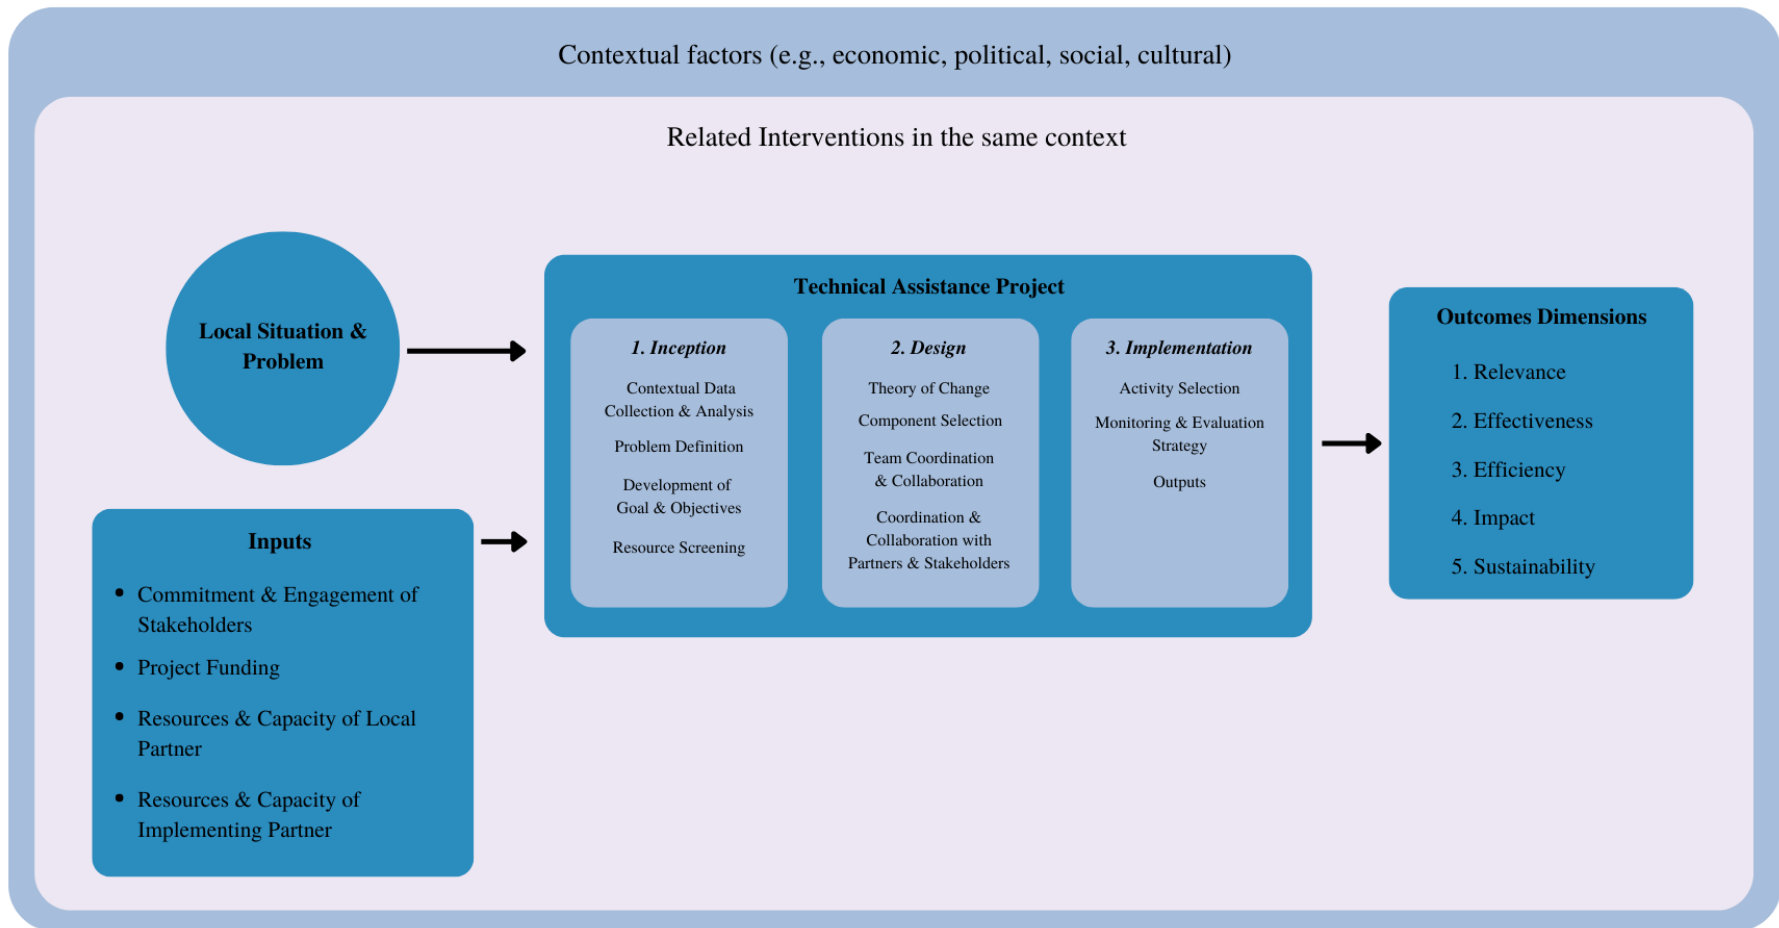 Contextual factors (e.g., economic, political, social, cultural)
Related Interventions in the same context
Local Situation &
Problem
Inputs
• Commitment & Engagement of
Stakeholders
• Project Funding
• Resources & Capacity of Local
Partner
• Resources & Capacity of
Implementing Partner
Technical Assistance Project
1. Inception
Contextual Data
Collection & Analysis
Problem Definition
Development of
Goal & Objectives
Resource Screening
2. Design
Theory of Change
Component Selection
Team Coordination
& Collaboration
Coordination &
Collaboration with
Partners & Stakeholders
3. Implementation
Activity Selection
Monitoring & Evaluation
Strategy
Outputs
Outcomes Dimensions
1. Relevance
2. Effectiveness
3. Efficiency
4. Impact
5. Sustainability